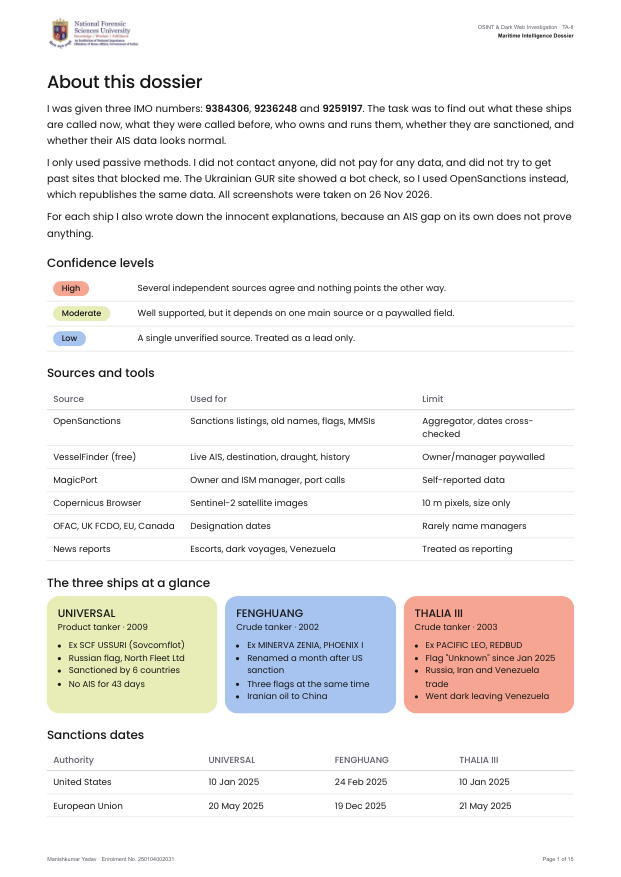 National Forensic
Sciences University
Knowledge | Wisdom | Fulfilment
An Institution of National Importance
(Ministry of Home Affairs, Government of India)
OSINT & Dark Web Investigation · TA-II
Maritime Intelligence Dossier
About this dossier
I was given three IMO numbers: 9384306, 9236248 and 9259197. The task was to find out what these ships
are called now, what they were called before, who owns and runs them, whether they are sanctioned, and
whether their AIS data looks normal.
I only used passive methods. I did not contact anyone, did not pay for any data, and did not try to get
past sites that blocked me. The Ukrainian GUR site showed a bot check, so I used OpenSanctions instead,
which republishes the same data. All screenshots were taken on 26 Nov 2026.
For each ship I also wrote down the innocent explanations, because an AIS gap on its own does not prove
anything.
Confidence levels
High Several independent sources agree and nothing points the other way.
Moderate Well supported, but it depends on one main source or a paywalled field.
Low A single unverified source. Treated as a lead only.
Sources and tools
Source Used for Limit
OpenSanctions Sanctions listings, old names, flags, MMSIs Aggregator, dates cross-
checked
VesselFinder (free) Live AIS, destination, draught, history Owner/manager paywalled
MagicPort Owner and ISM manager, port calls Self-reported data
Copernicus Browser Sentinel-2 satellite images 10 m pixels, size only
OFAC, UK FCDO, EU, Canada Designation dates Rarely name managers
News reports Escorts, dark voyages, Venezuela Treated as reporting
The three ships at a glance
UNIVERSAL
Product tanker · 2009
• Ex SCF USSURI (Sovcomflot)
• Russian flag, North Fleet Ltd
• Sanctioned by 6 countries
• No AIS for 43 days
FENGHUANG
Crude tanker · 2002
• Ex MINERVA ZENIA, PHOENIX I
• Renamed a month after US
sanction
• Three flags at the same time
• Iranian oil to China
THALIA III
Crude tanker · 2003
• Ex PACIFIC LEO, REDBUD
• Flag "Unknown" since Jan 2025
• Russia, Iran and Venezuela
trade
• Went dark leaving Venezuela
Sanctions dates
Authority UNIVERSAL FENGHUANG THALIA III
United States 10 Jan 2025 24 Feb 2025 10 Jan 2025
European Union 20 May 2025 19 Dec 2025 21 May 2025
Manishkumar Yadav · Enrolment No. 250104002031
Page 1 of 15